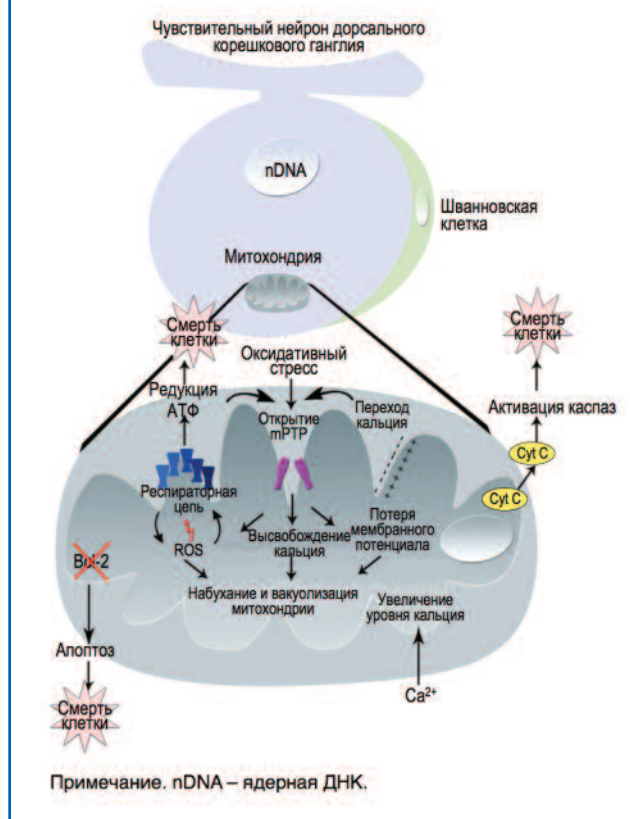 Чувствительный нейрон дорсального
корешкового ганглия
nDNA
Шванновская
клетка
Митохондрия
Смерть
клетки
Смерть
клетки
Оксидативный
стресс
Редукция
АТФ
Открытие
mPTP
Переход
кальция
Активация каспаз
Cyt C
Cyt C
Респираторная
цепь
ROS
Высвобождение
кальция
Потеря
мембранного
потенциала
Bcl-2
Набухание и вакуолизация
митохондрии
Увеличение
уровня кальция
Апоптоз
Ca²⁺
Смерть
клетки
Примечание. nDNA – ядерная ДНК.